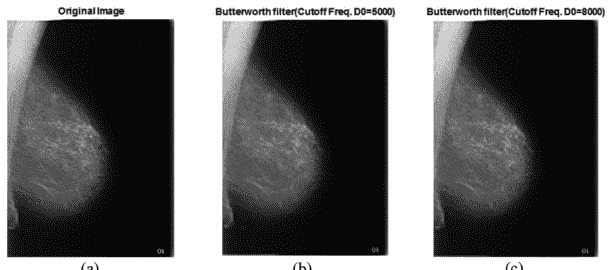 Original Image
Butterworth filter(Cutoff Freq. D0=5000)
Butterworth filter(Cutoff Freq. D0=8000)
(a)
(b)
(c)